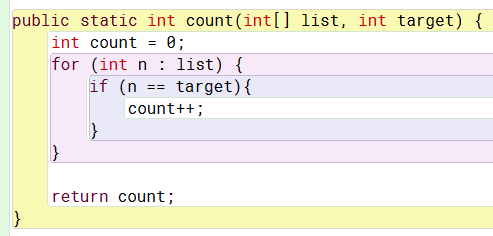 public static int count(int[] list, int target) {
int count = 0;
for (int n : list) {
if (n == target){
count++;
}
}
return count;
}